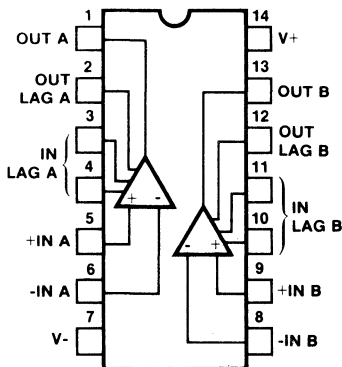 1
OUT A
2
OUT
LAG A
3
IN
LAG A
4
5
+IN A
6
-IN A
7
V-
14
V+
13
OUT B
12
OUT
LAG B
11
IN
LAG B
10
9
+IN B
8
-IN B
+ -
- +